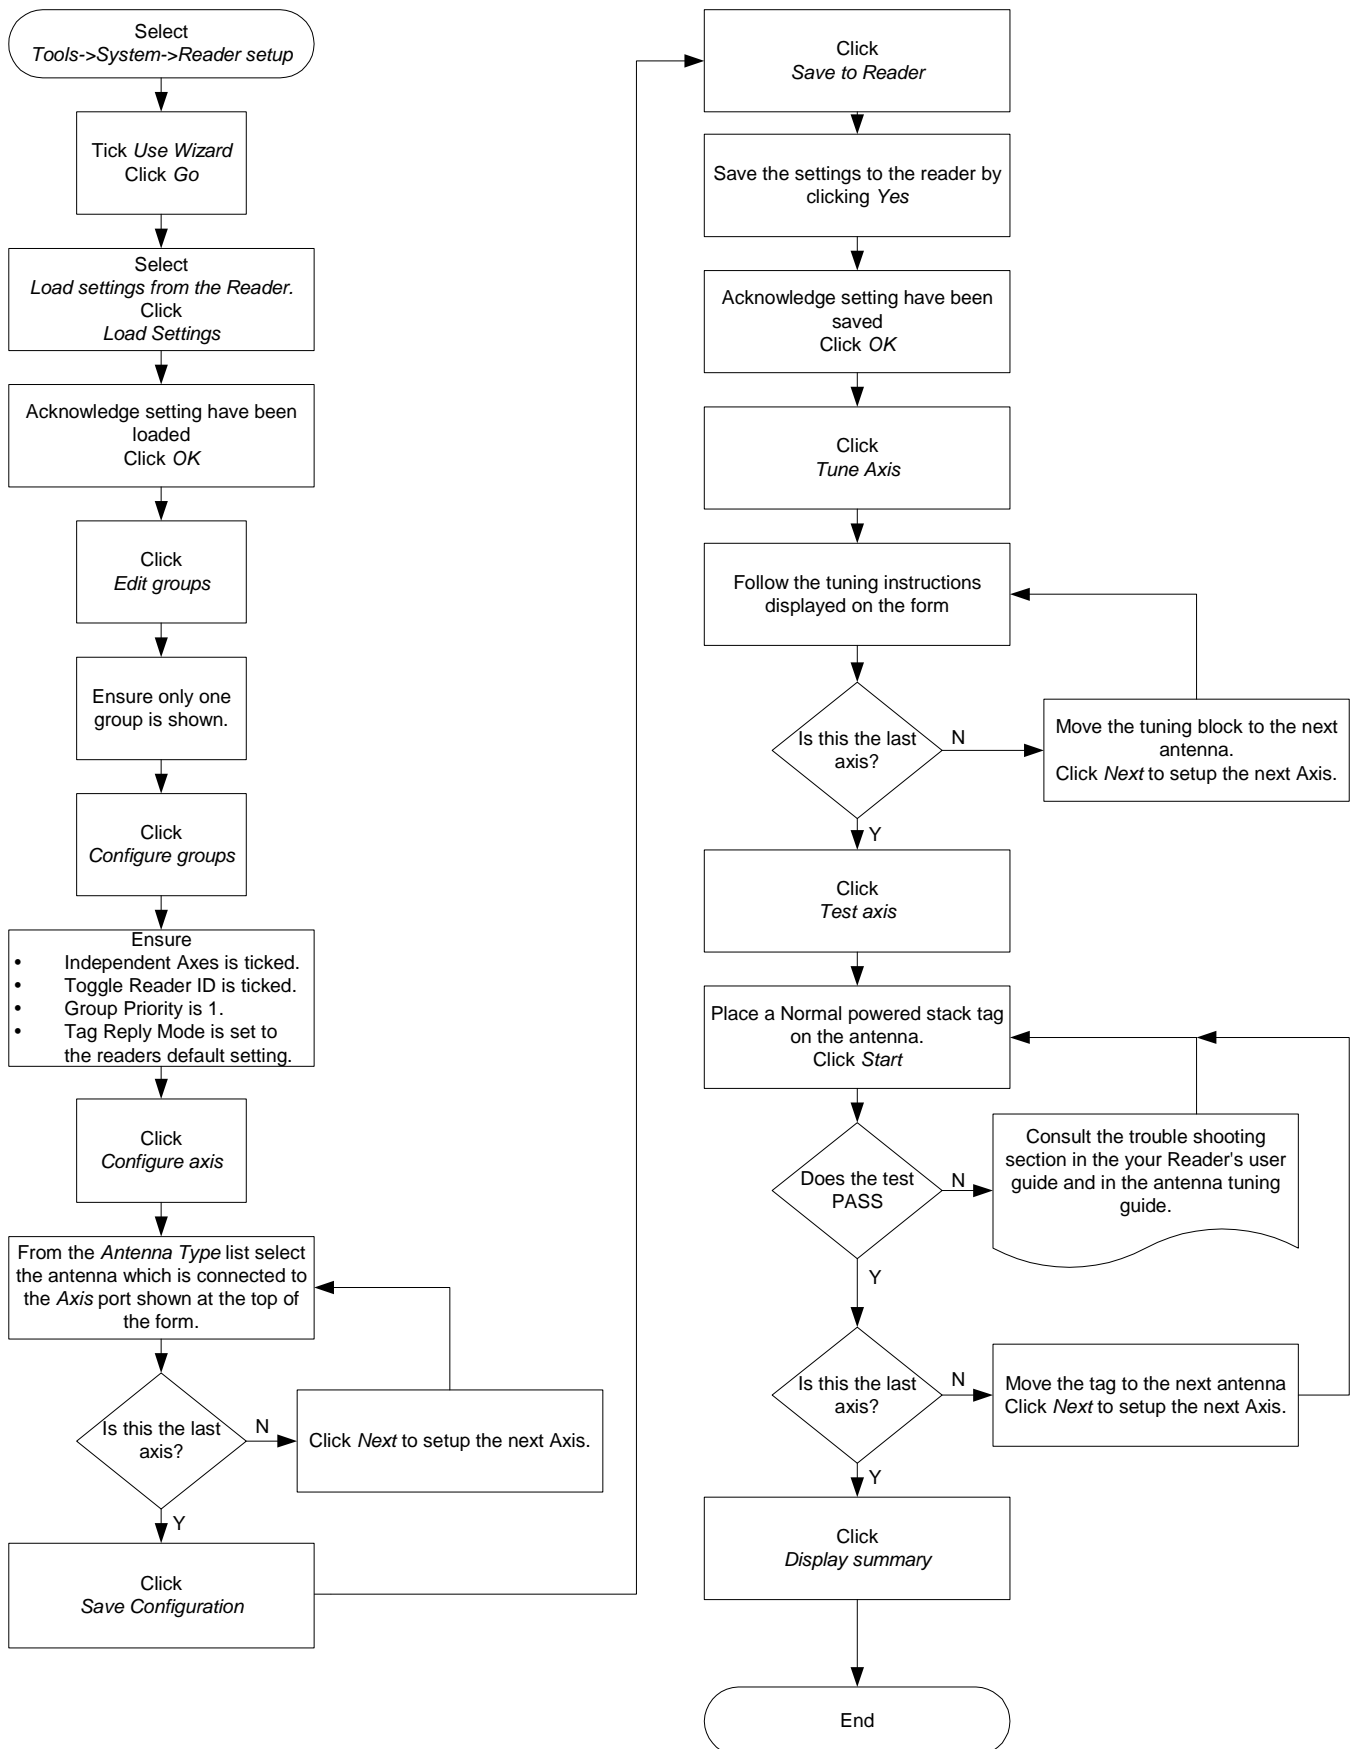 Select
Tools->System->Reader setup
Tick Use Wizard
Click Go
Select
Load settings from the Reader.
Click
Load Settings
Acknowledge setting have been
loaded
Click OK
Click
Edit groups
Ensure only one
group is shown.
Click
Configure groups
Ensure
• Independent Axes is ticked.
• Toggle Reader ID is ticked.
• Group Priority is 1.
• Tag Reply Mode is set to
the readers default setting.
Click
Configure axis
From the Antenna Type list select
the antenna which is connected to
the Axis port shown at the top of
the form.
Is this the last
axis?
N
Click Next to setup the next Axis.
Y
Click
Save Configuration
Click
Save to Reader
Save the settings to the reader by
clicking Yes
Acknowledge setting have been
saved
Click OK
Click
Tune Axis
Follow the tuning instructions
displayed on the form
Is this the last
axis?
N
Move the tuning block to the next
antenna.
Click Next to setup the next Axis.
Y
Click
Test axis
Place a Normal powered stack tag
on the antenna.
Click Start
Does the test
PASS
N
Consult the trouble shooting
section in the your Reader's user
guide and in the antenna tuning
guide.
Y
Is this the last
axis?
N
Move the tag to the next antenna
Click Next to setup the next Axis.
Y
Click
Display summary
End